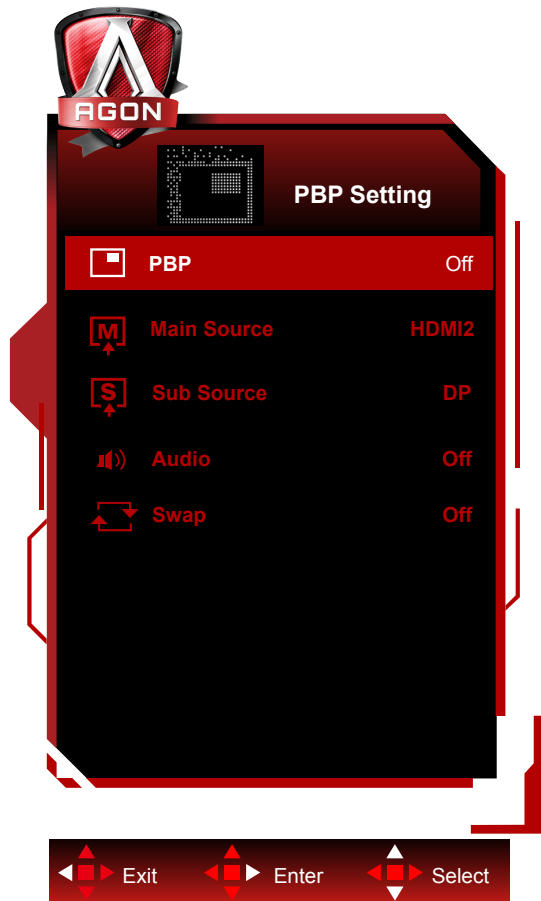 AGON
PBP Setting
PBP Off
M Main Source HDMI2
S Sub Source DP
Audio Off
Swap Off
Exit Enter Select